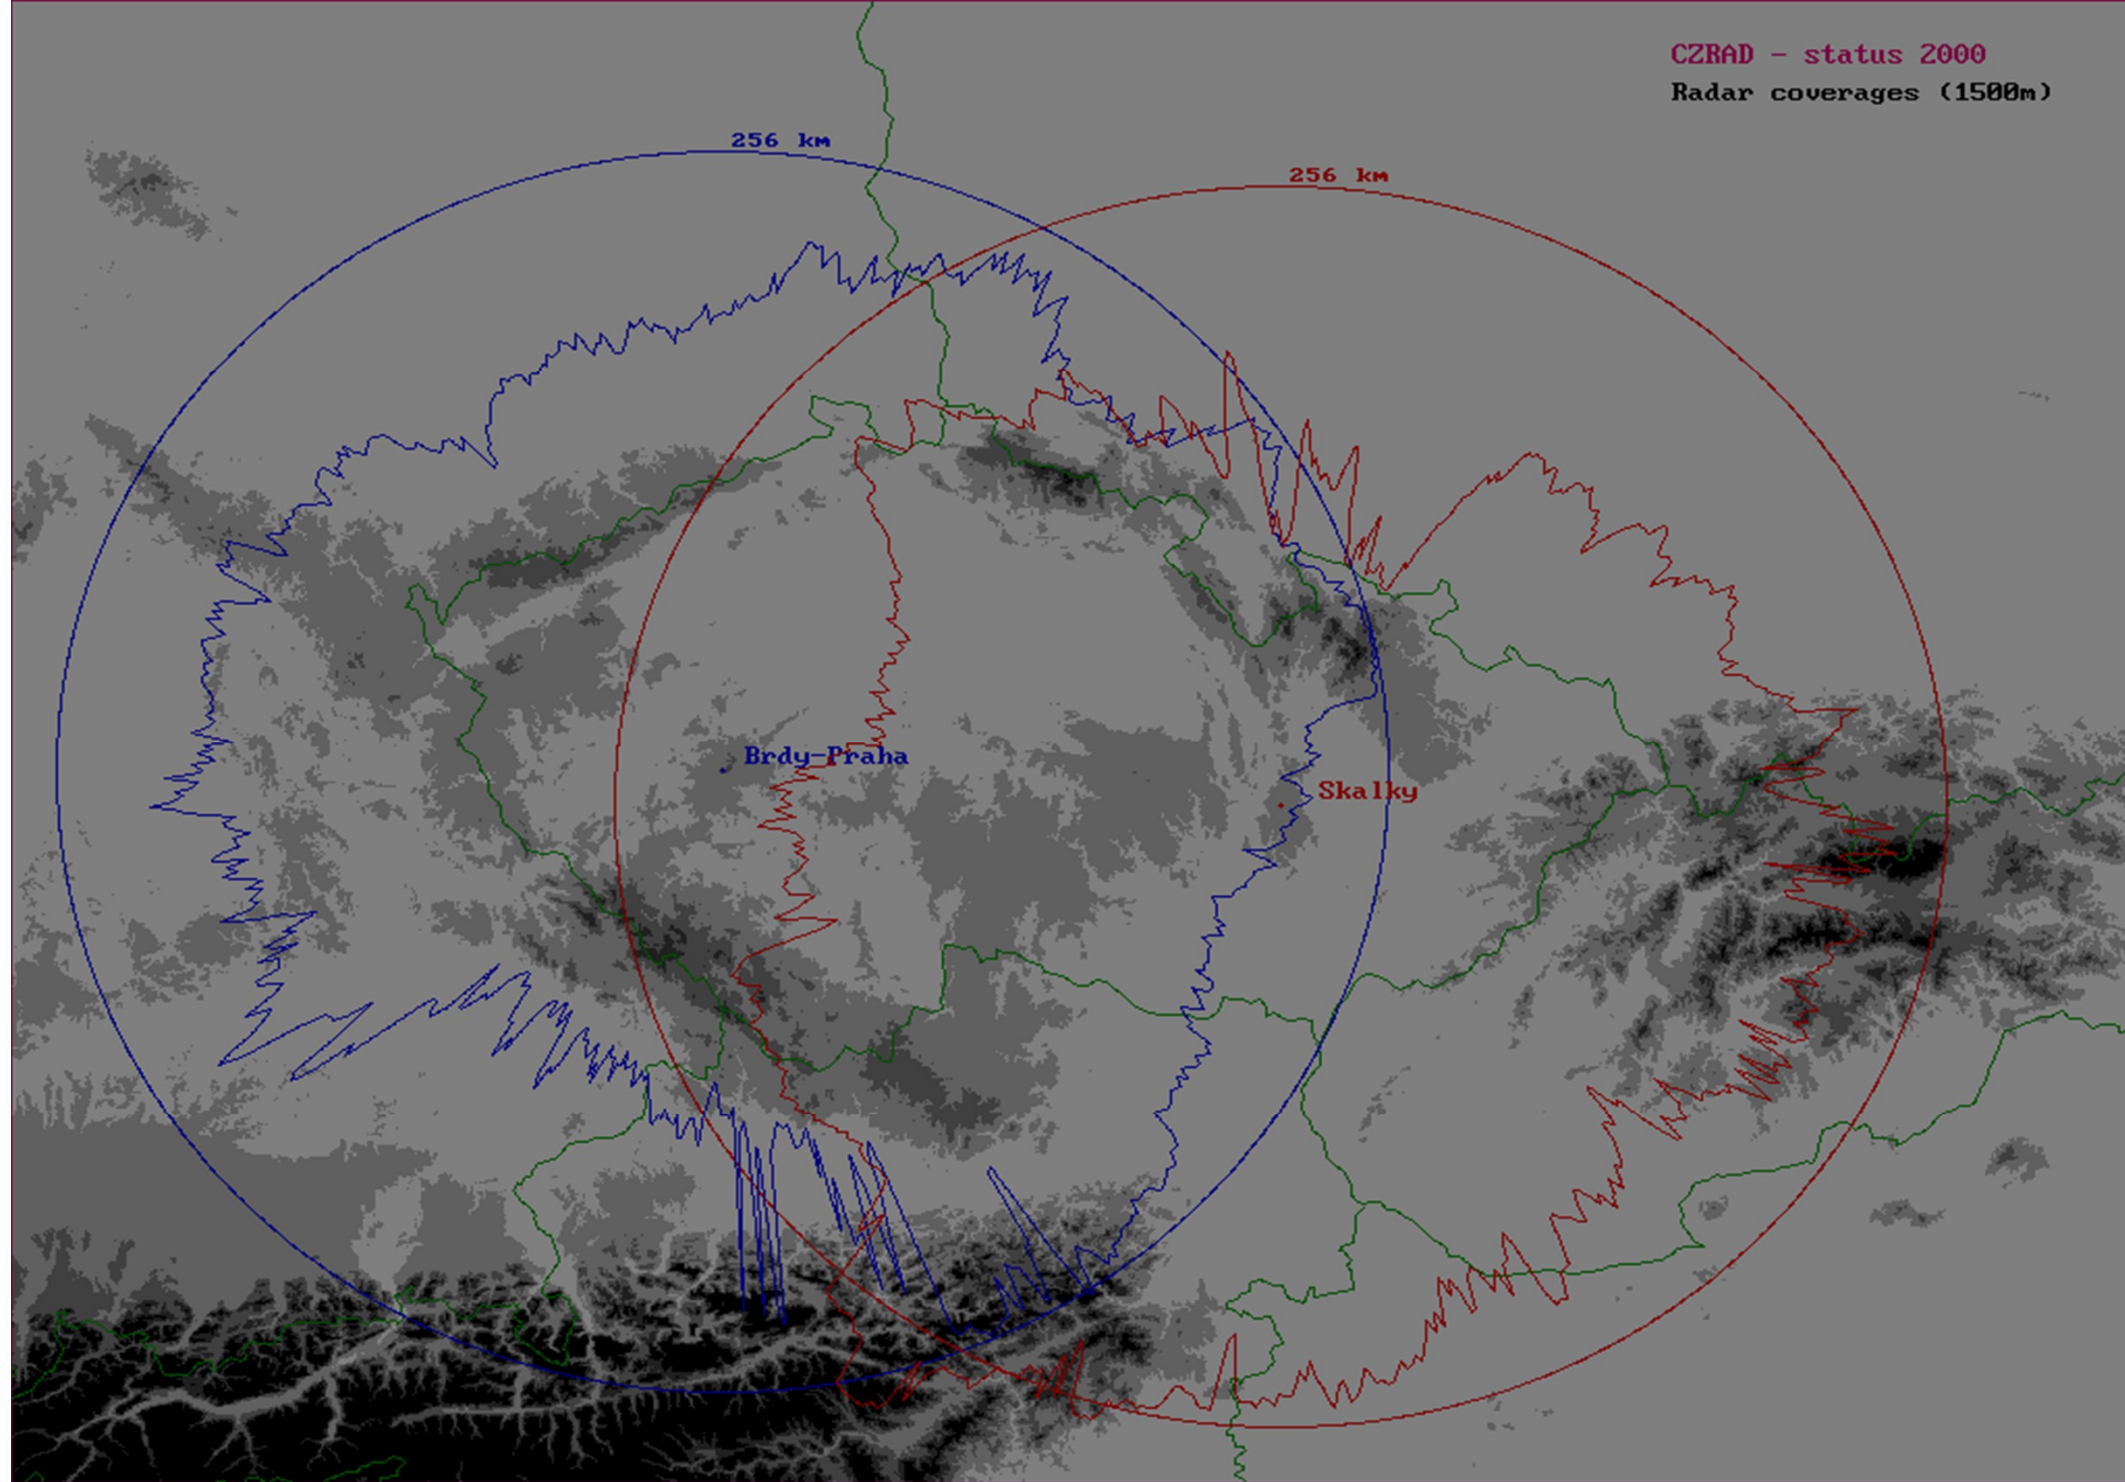 CZRAD - status 2000
Radar coverages (1500m)
256 km
256 km
Brdy-Praha
Skalky